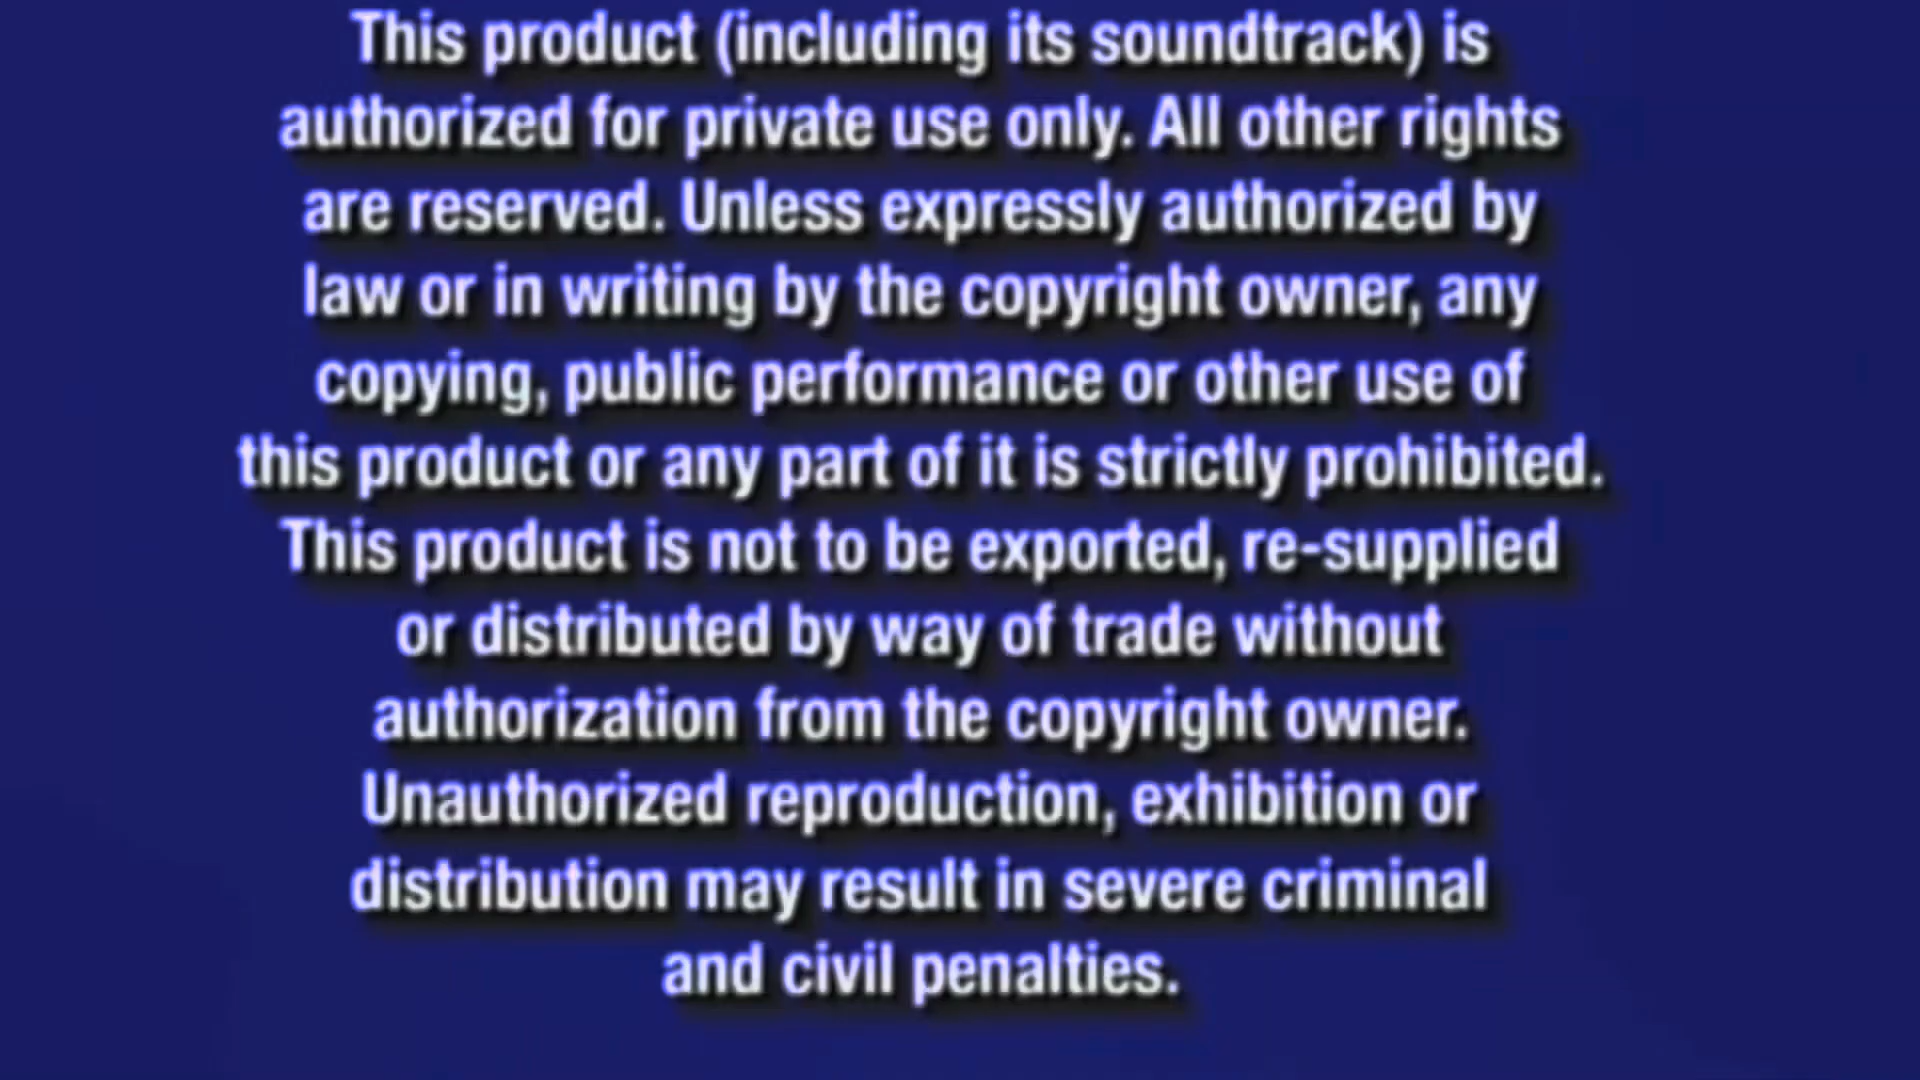 This product (including its soundtrack) is
authorized for private use only. All other rights
are reserved. Unless expressly authorized by
law or in writing by the copyright owner, any
copying, public performance or other use of
this product or any part of it is strictly prohibited.
This product is not to be exported, re-supplied
or distributed by way of trade without
authorization from the copyright owner.
Unauthorized reproduction, exhibition or
distribution may result in severe criminal
and civil penalties.